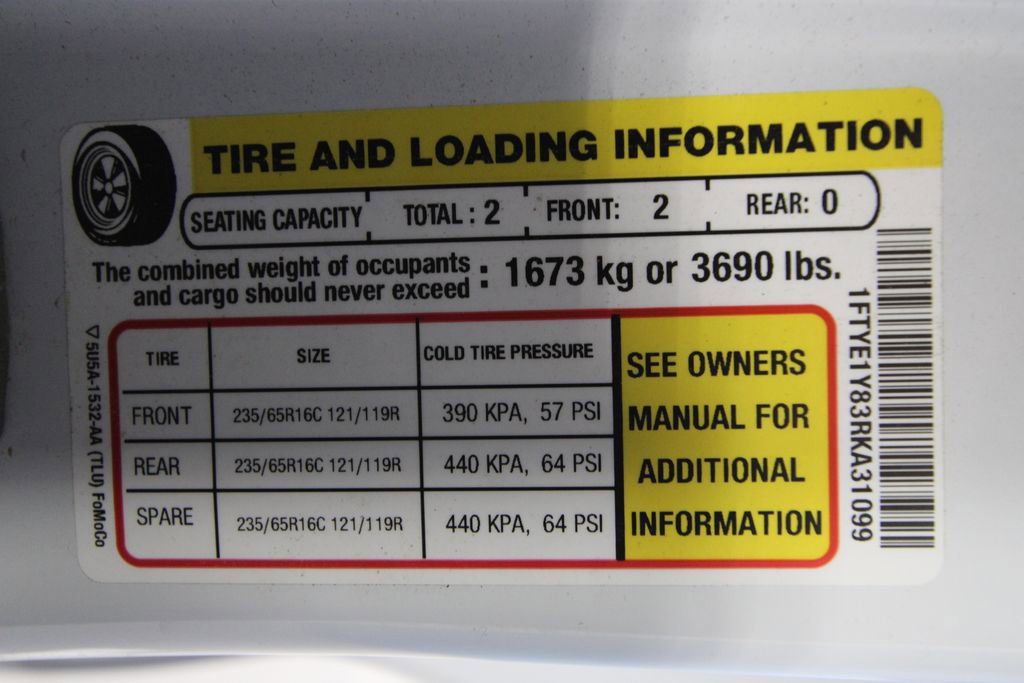 TIRE AND LOADING INFORMATION
SEATING CAPACITY TOTAL : 2 FRONT: 2 REAR: 0
The combined weight of occupants
and cargo should never exceed : 1673 kg or 3690 lbs.
TIRE SIZE COLD TIRE PRESSURE
FRONT 235/65R16C 121/119R 390 KPA, 57 PSI
REAR 235/65R16C 121/119R 440 KPA, 64 PSI
SPARE 235/65R16C 121/119R 440 KPA, 64 PSI
SEE OWNERS
MANUAL FOR
ADDITIONAL
INFORMATION
1FTYE1Y83RKA31099
5U5A-1532-AA (TLU) FoMoCo